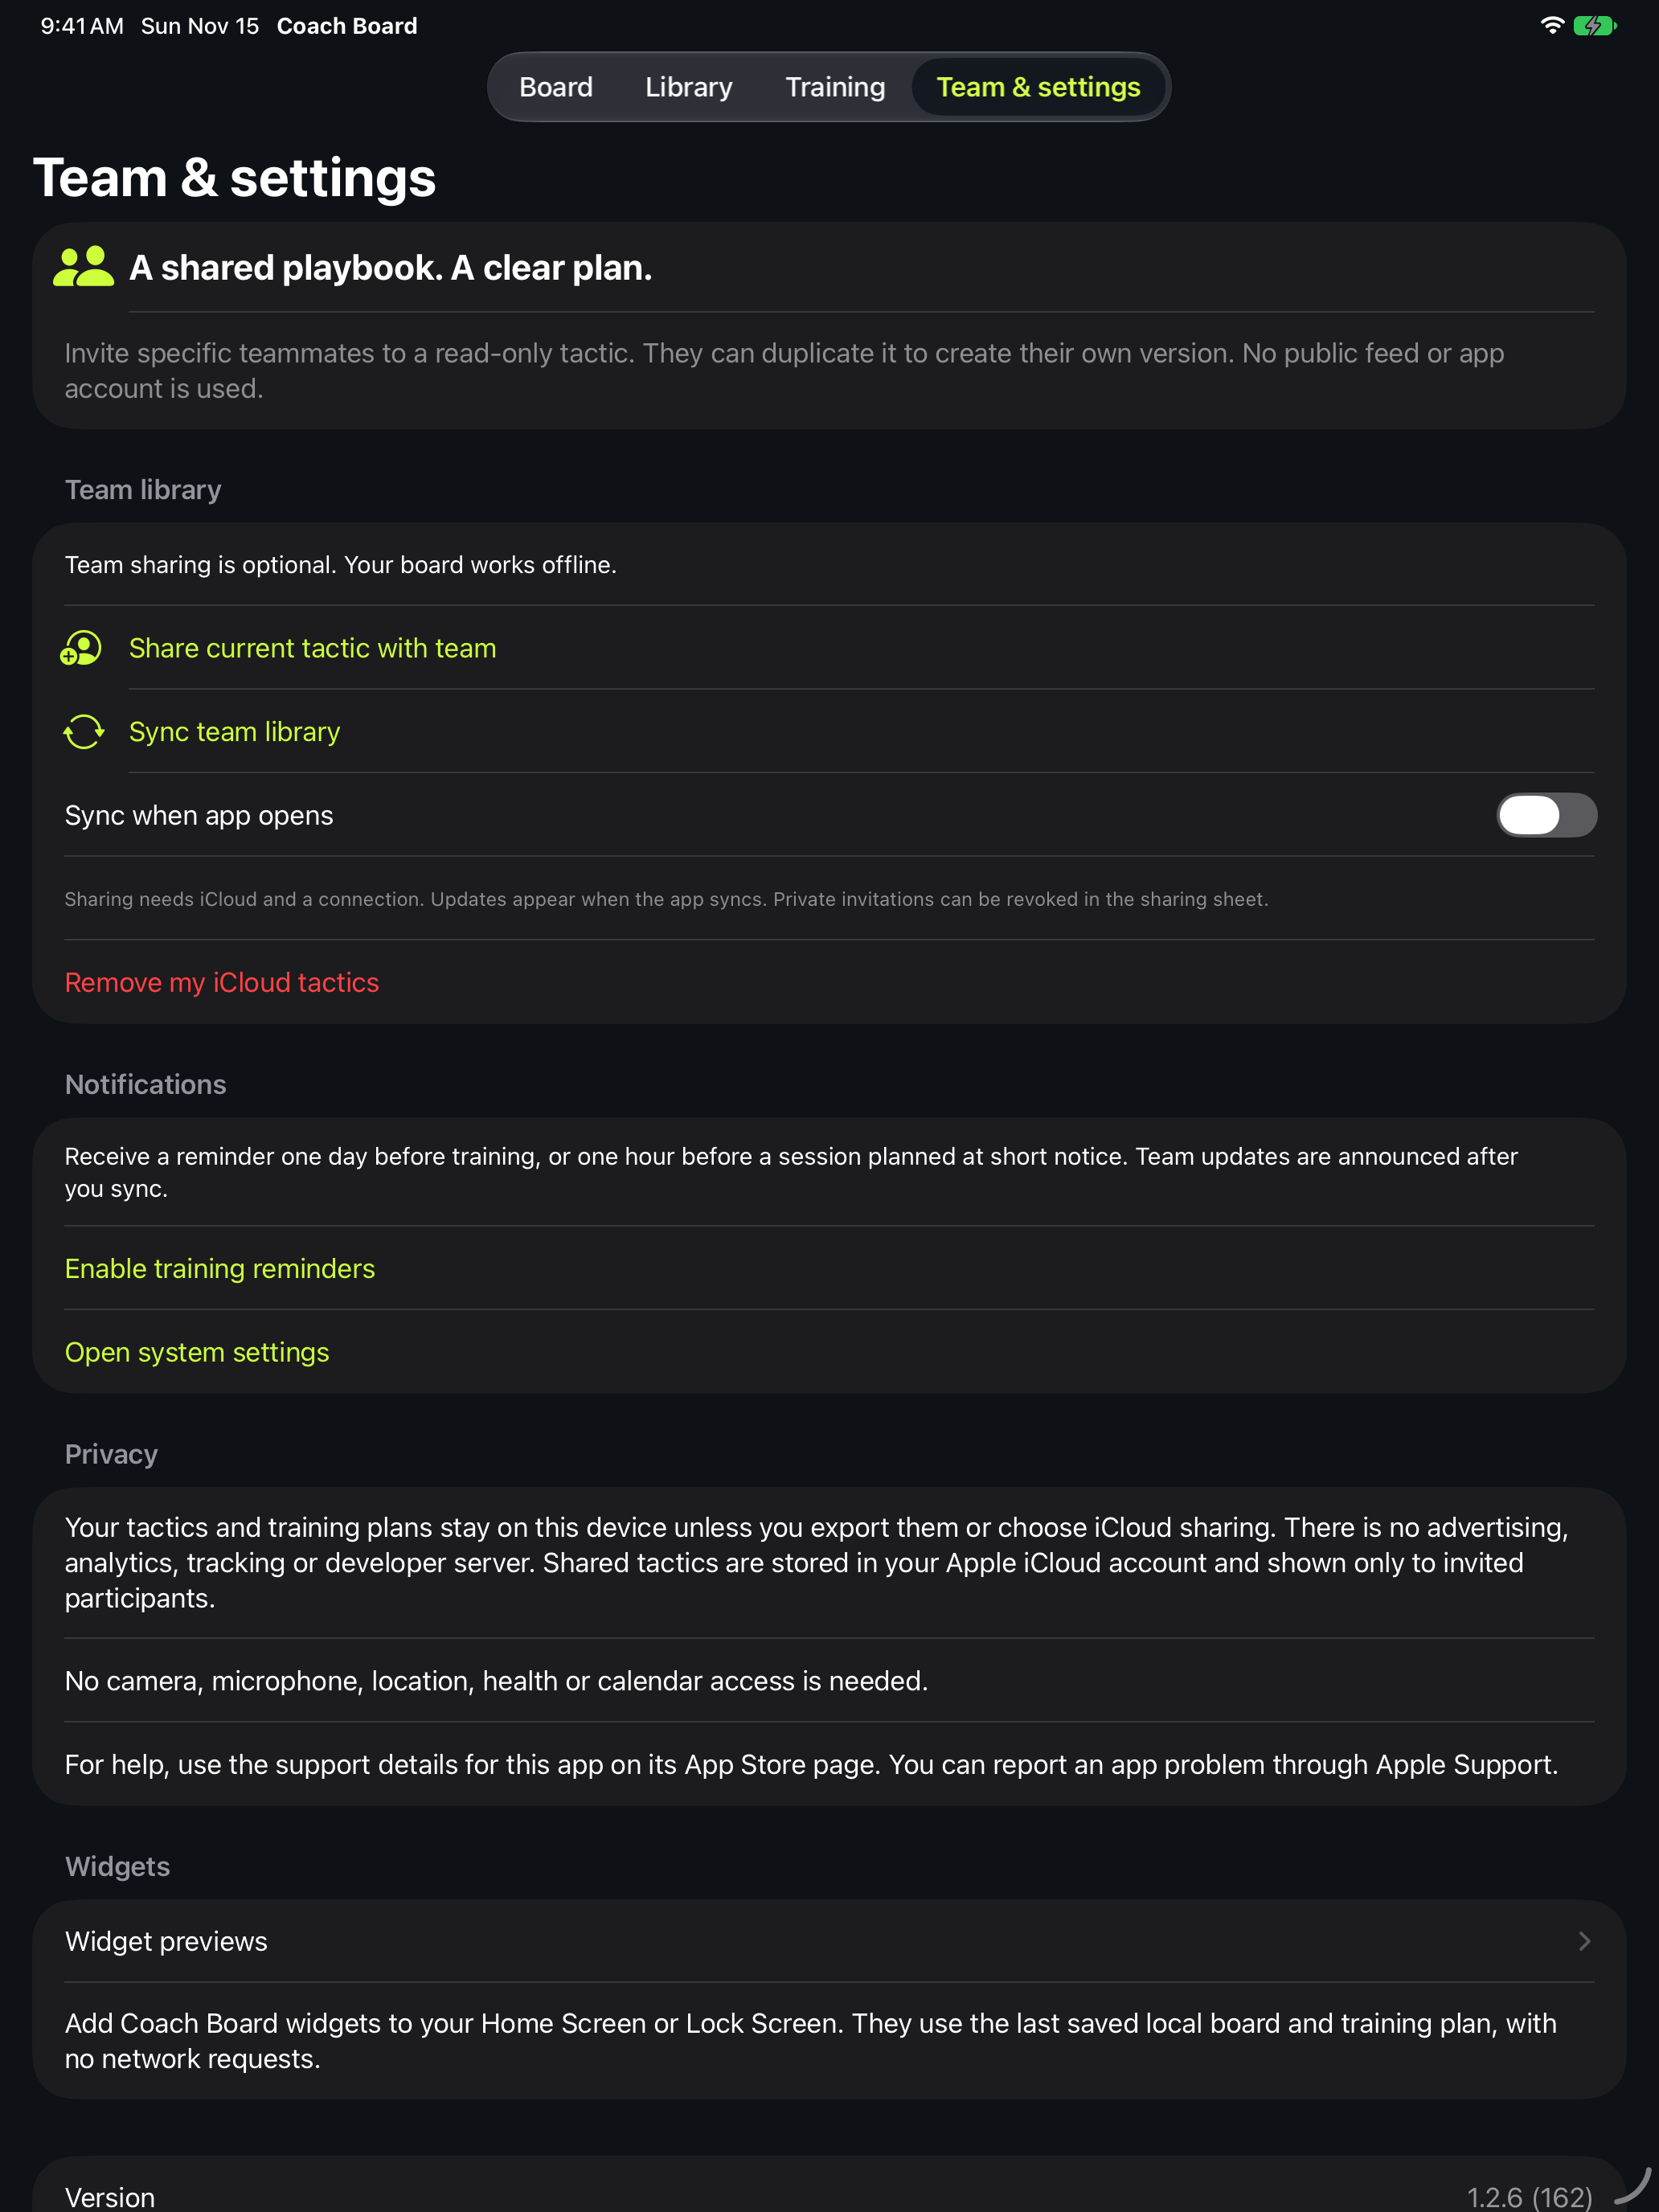 9:41 AM Sun Nov 15 Coach Board
Board Library Training Team & settings
Team & settings
A shared playbook. A clear plan.
Invite specific teammates to a read-only tactic. They can duplicate it to create their own version. No public feed or app
account is used.
Team library
Team sharing is optional. Your board works offline.
Share current tactic with team
Sync team library
Sync when app opens
Sharing needs iCloud and a connection. Updates appear when the app syncs. Private invitations can be revoked in the sharing sheet.
Remove my iCloud tactics
Notifications
Receive a reminder one day before training, or one hour before a session planned at short notice. Team updates are announced after
you sync.
Enable training reminders
Open system settings
Privacy
Your tactics and training plans stay on this device unless you export them or choose iCloud sharing. There is no advertising,
analytics, tracking or developer server. Shared tactics are stored in your Apple iCloud account and shown only to invited
participants.
No camera, microphone, location, health or calendar access is needed.
For help, use the support details for this app on its App Store page. You can report an app problem through Apple Support.
Widgets
Widget previews
Add Coach Board widgets to your Home Screen or Lock Screen. They use the last saved local board and training plan, with
no network requests.
Version 1.2.6 (162)